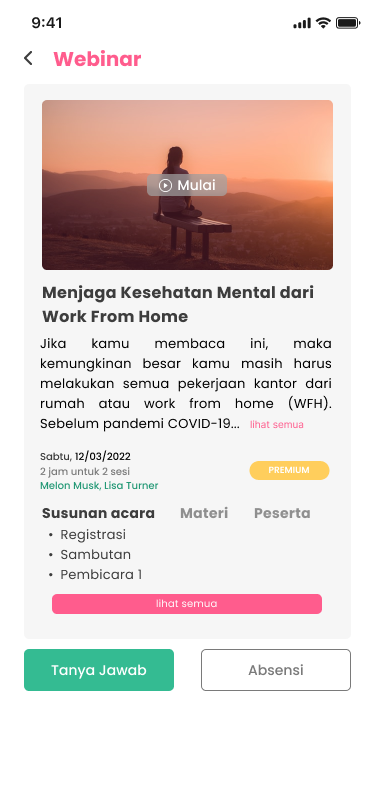 9:41
Webinar
Mulai
Menjaga Kesehatan Mental dari
Work From Home
Jika kamu membaca ini, maka
kemungkinan besar kamu masih harus
melakukan semua pekerjaan kantor dari
rumah atau work from home (WFH).
Sebelum pandemi COVID-19... lihat semua
Sabtu, 12/03/2022
2 jam untuk 2 sesi
PREMIUM
Melon Musk, Lisa Turner
Susunan acara Materi Peserta
• Registrasi
• Sambutan
• Pembicara 1
lihat semua
Tanya Jawab Absensi